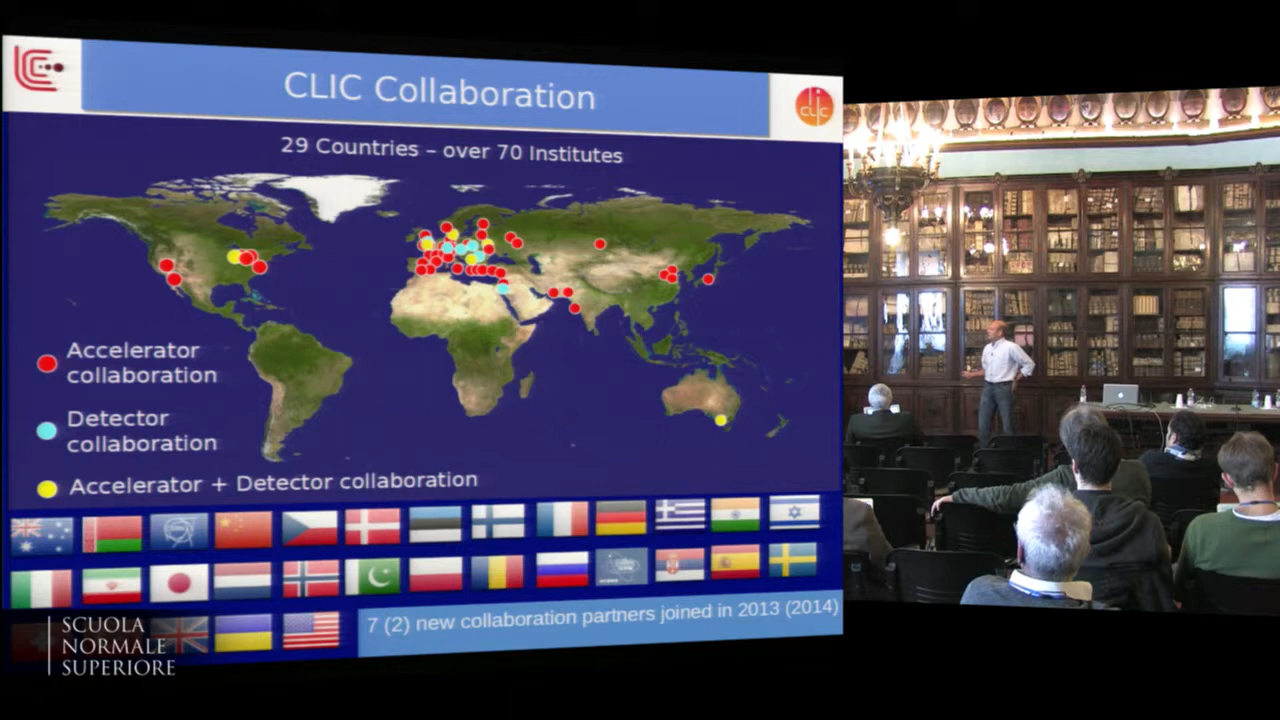 CLIC Collaboration
clic
29 Countries – over 70 Institutes
Accelerator
collaboration
Detector
collaboration
Accelerator + Detector collaboration
7 (2) new collaboration partners joined in 2013 (2014)
SCUOLA
NORMALE
SUPERIORE